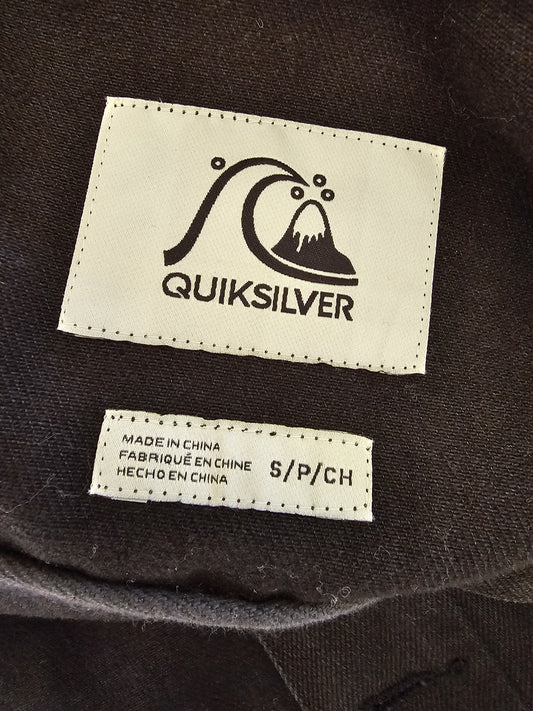 QUIKSILVER
MADE IN CHINA
FABRIQUÉ EN CHINE
HECHO EN CHINA
S/P/CH